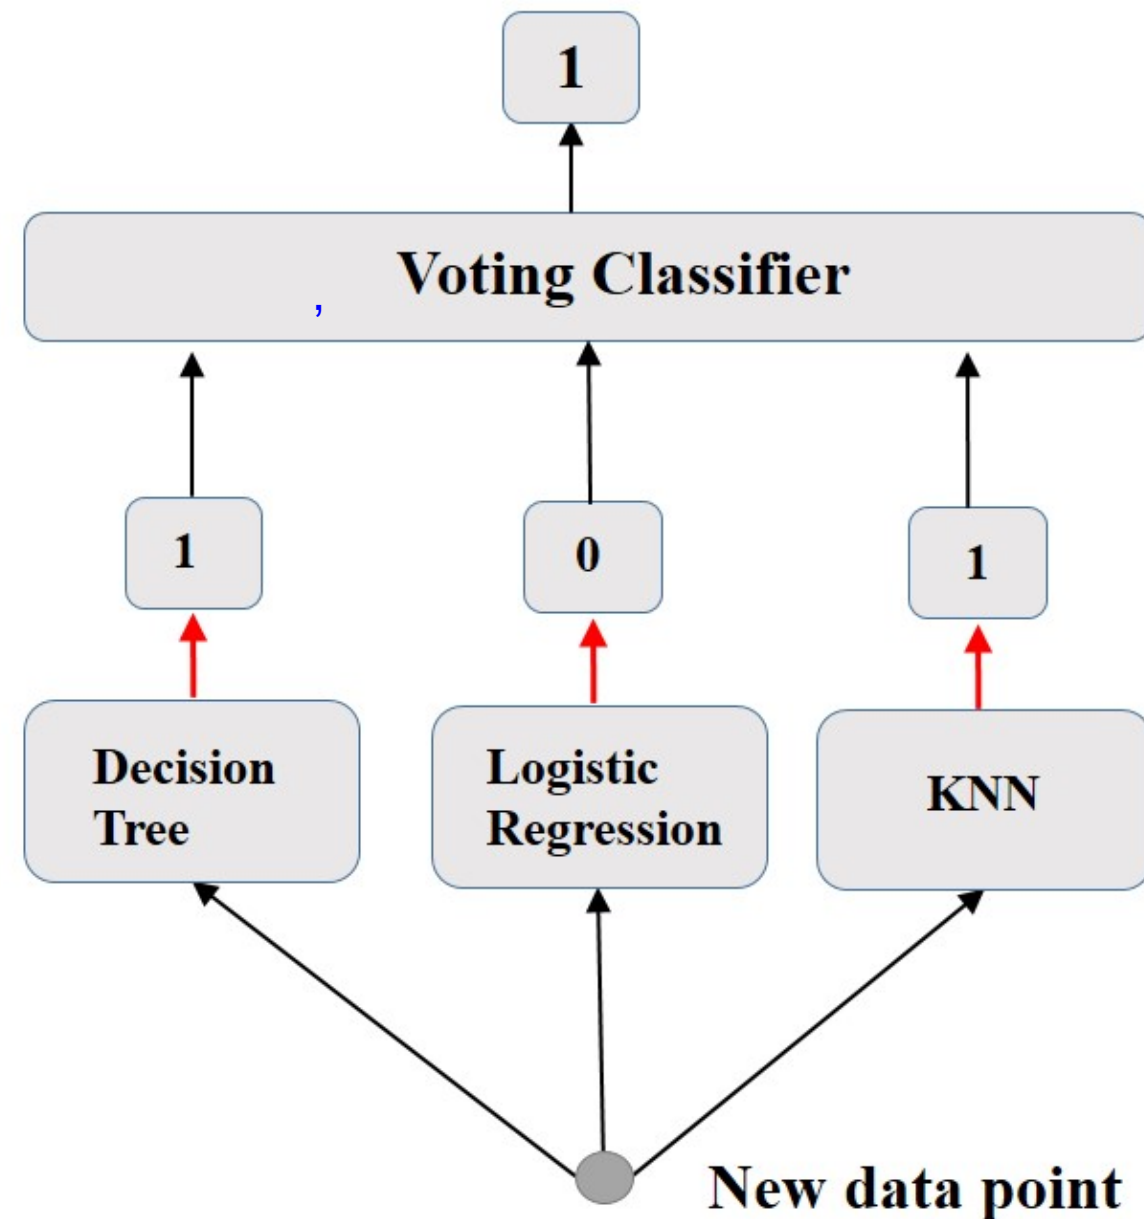 1
Voting Classifier
,
1
0
1
Decision
Tree
Logistic
Regression
KNN
New data point